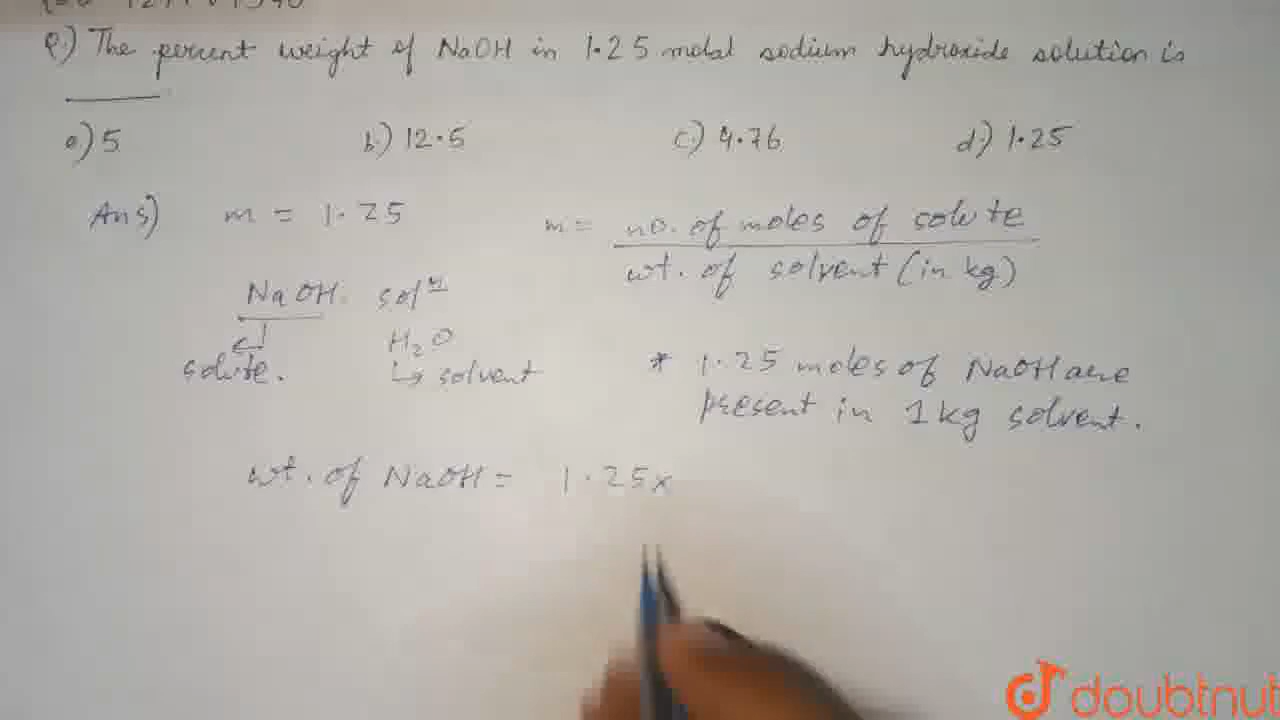 Q.) The percent weight of NaOH in 1.25 molal sodium hydroxide solution is
a.) 5 b.) 12.5 c.) 4.76 d.) 1.25
Ans) m = 1.25 m = no. of moles of solute
wt. of solvent (in kg)
NaOH solⁿ
H₂O
solute. ↳ solvent
* 1.25 moles of NaOH are
present in 1 kg solvent.
wt. of NaOH = 1.25x
doubtnut